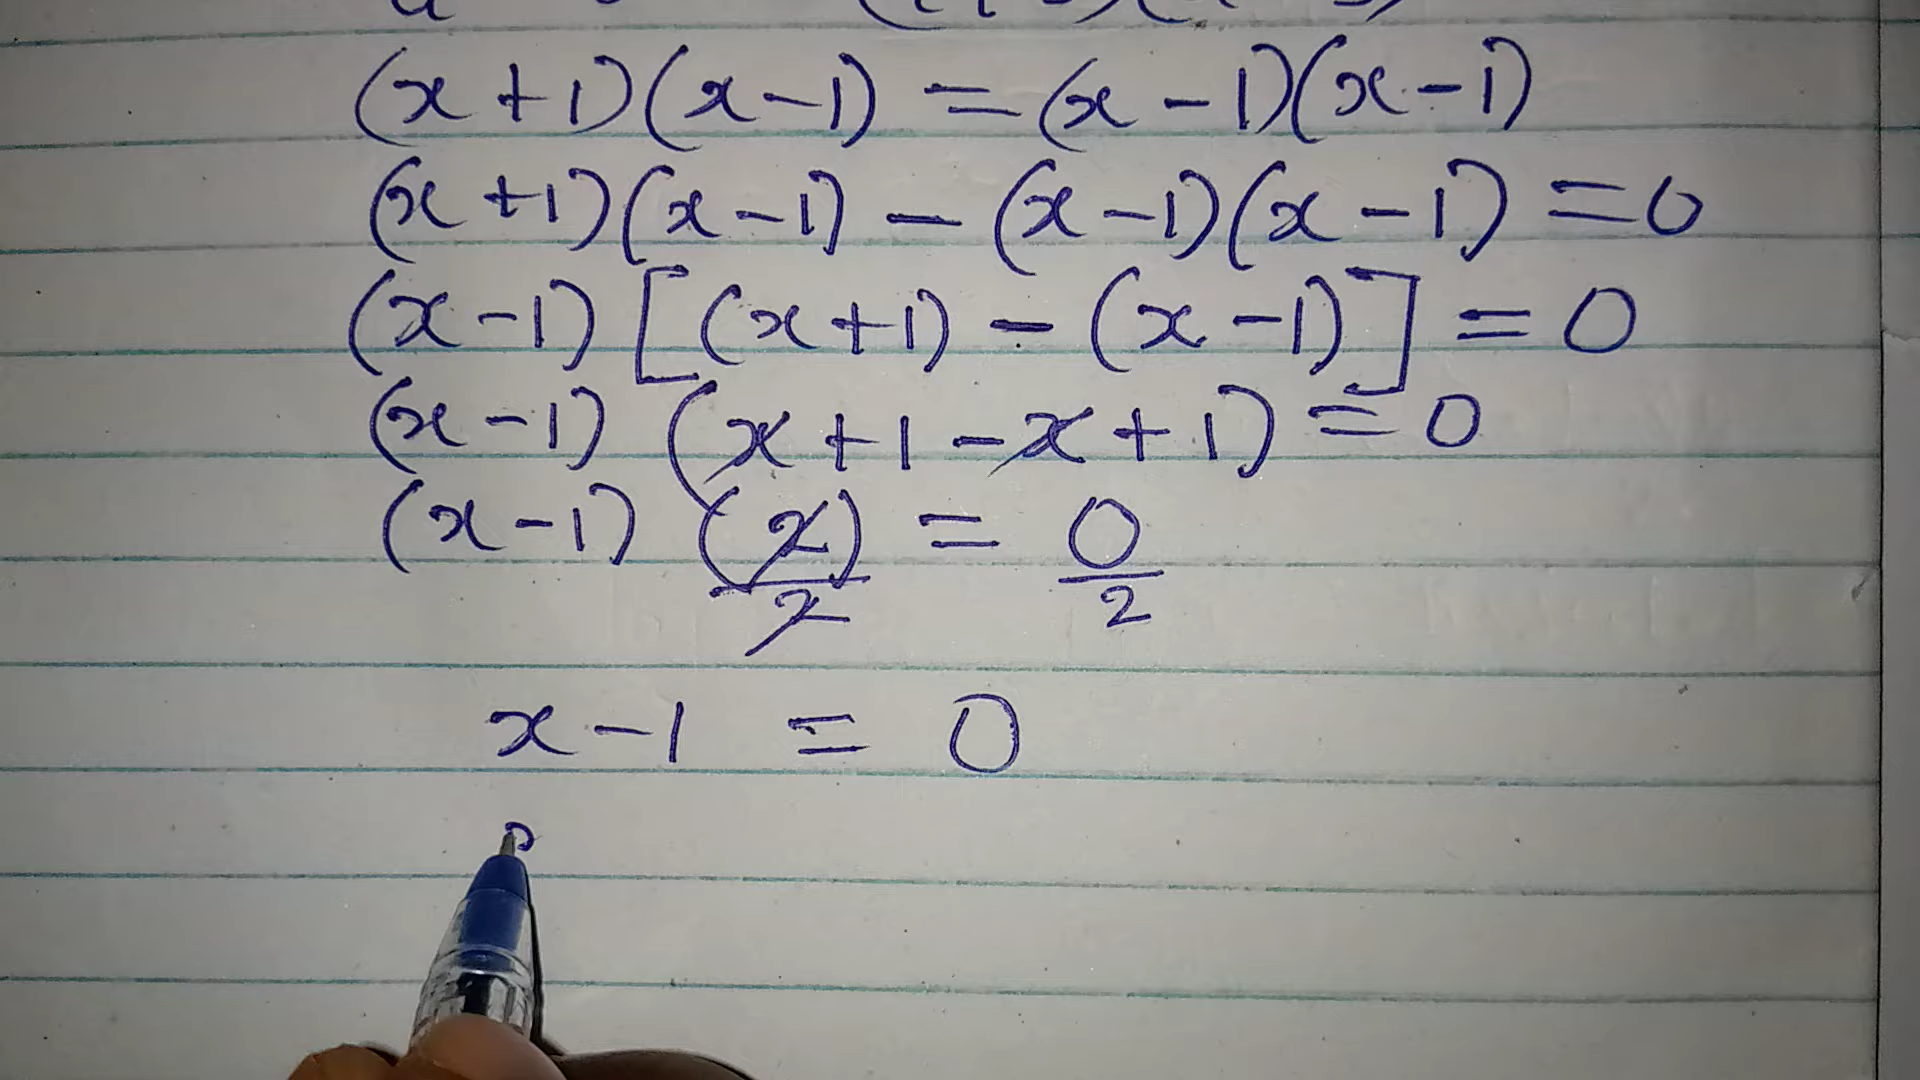 (x+1)(x-1) = (x-1)(x-1)
(x+1)(x-1) - (x-1)(x-1) = 0
(x-1) [(x+1) - (x-1)] = 0
(x-1) (x+1-x+1) = 0
(x-1) (2)/2 = 0/2
x-1 = 0